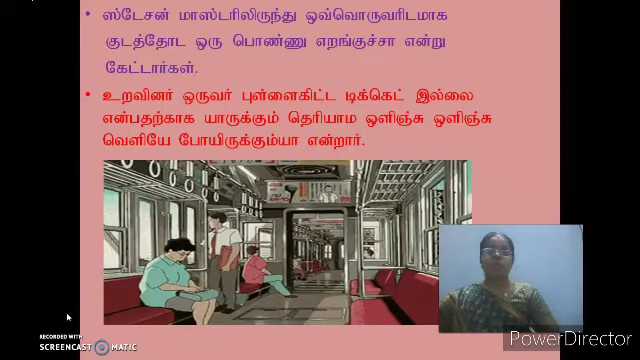 ஸ்டேசன் மாஸ்டரிலிருந்து ஒவ்வொருவரிடமாக
குடத்தோட ஒரு பொண்ணு எறங்குச்சா என்று
கேட்டார்கள்.
உறவினர் ஒருவர் புள்ளைகிட்ட டிக்கெட் இல்லை
என்பதற்காக யாருக்கும் தெரியாம ஒளிஞ்சு ஒளிஞ்சு
வெளியே போயிருக்கும்யா என்றார்.
RECORDED WITH
SCREENCAST MATIC
PowerDirector